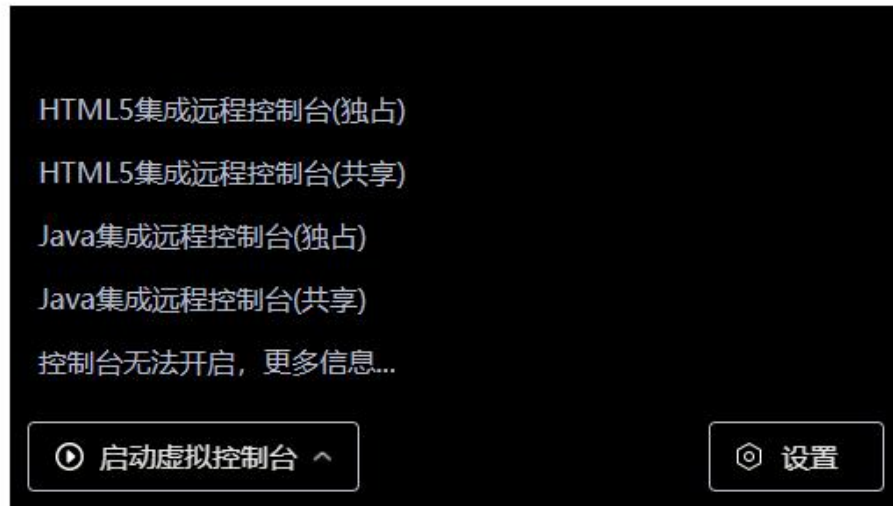 HTML5集成远程控制台(独占)
HTML5集成远程控制台(共享)
Java集成远程控制台(独占)
Java集成远程控制台(共享)
控制台无法开启，更多信息...
启动虚拟控制台
设置